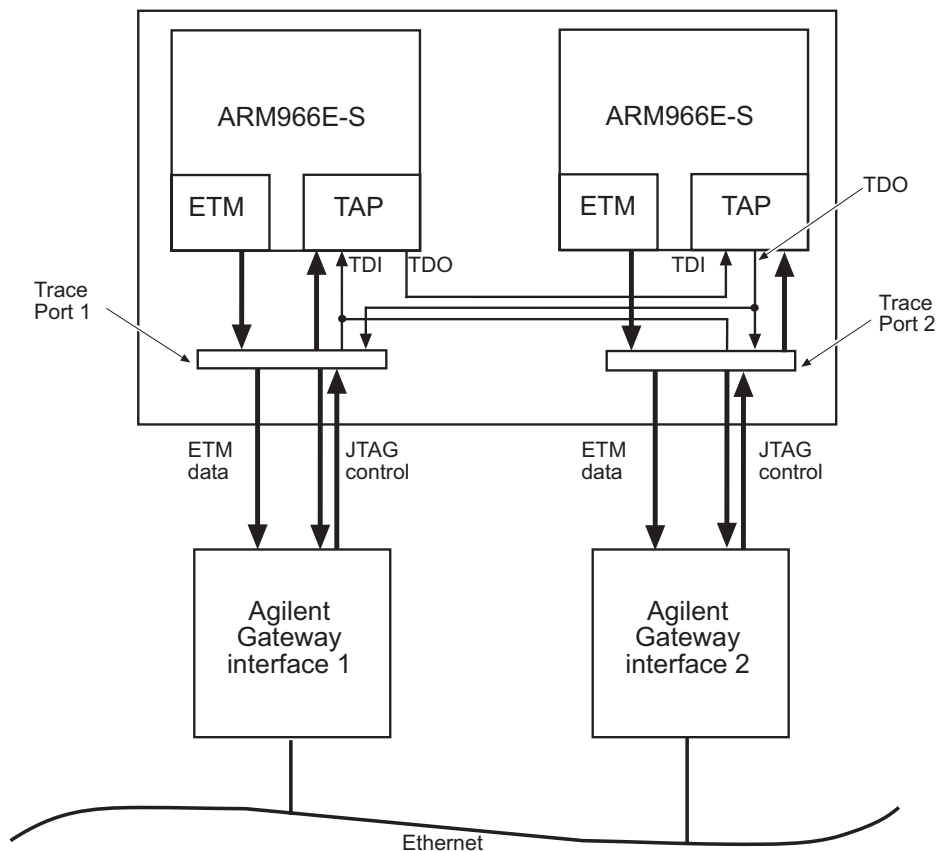 ARM966E-S
ARM966E-S
ETM
TAP
ETM
TAP
TDO
TDI
TDO
TDI
Trace
Port 1
Trace
Port 2
ETM
data
JTAG
control
ETM
data
JTAG
control
Agilent
Gateway
interface 1
Agilent
Gateway
interface 2
Ethernet